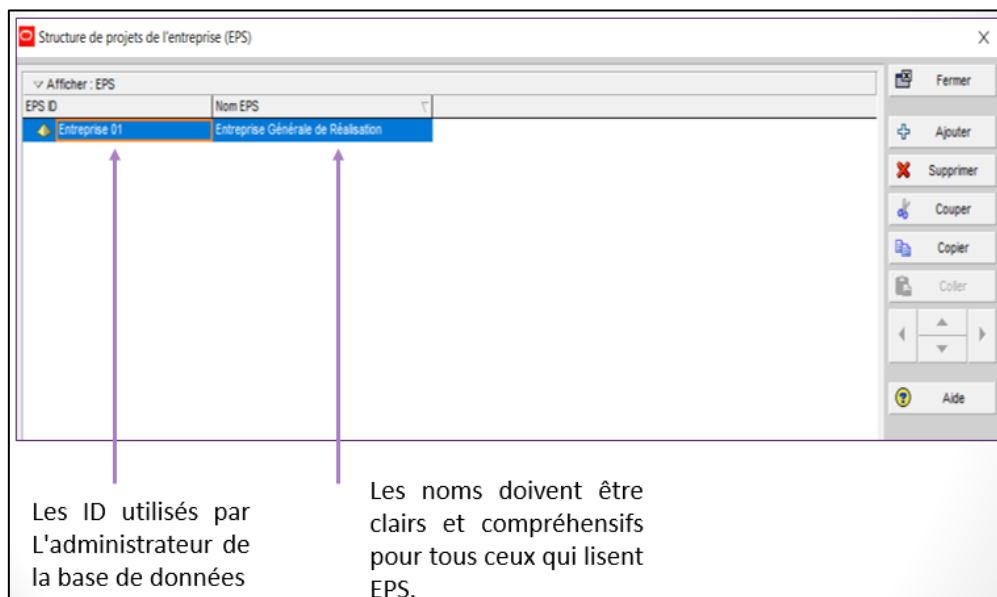 Structure de projets de l'entreprise (EPS)
X
Afficher : EPS
EPS ID Nom EPS
Entreprise 01 Entreprise Générale de Réalisation
Fermer
Ajouter
Supprimer
Couper
Copier
Coller
Aide
Les ID utilisés par
L'administrateur de
la base de données
Les noms doivent être
clairs et compréhensifs
pour tous ceux qui lisent
EPS.